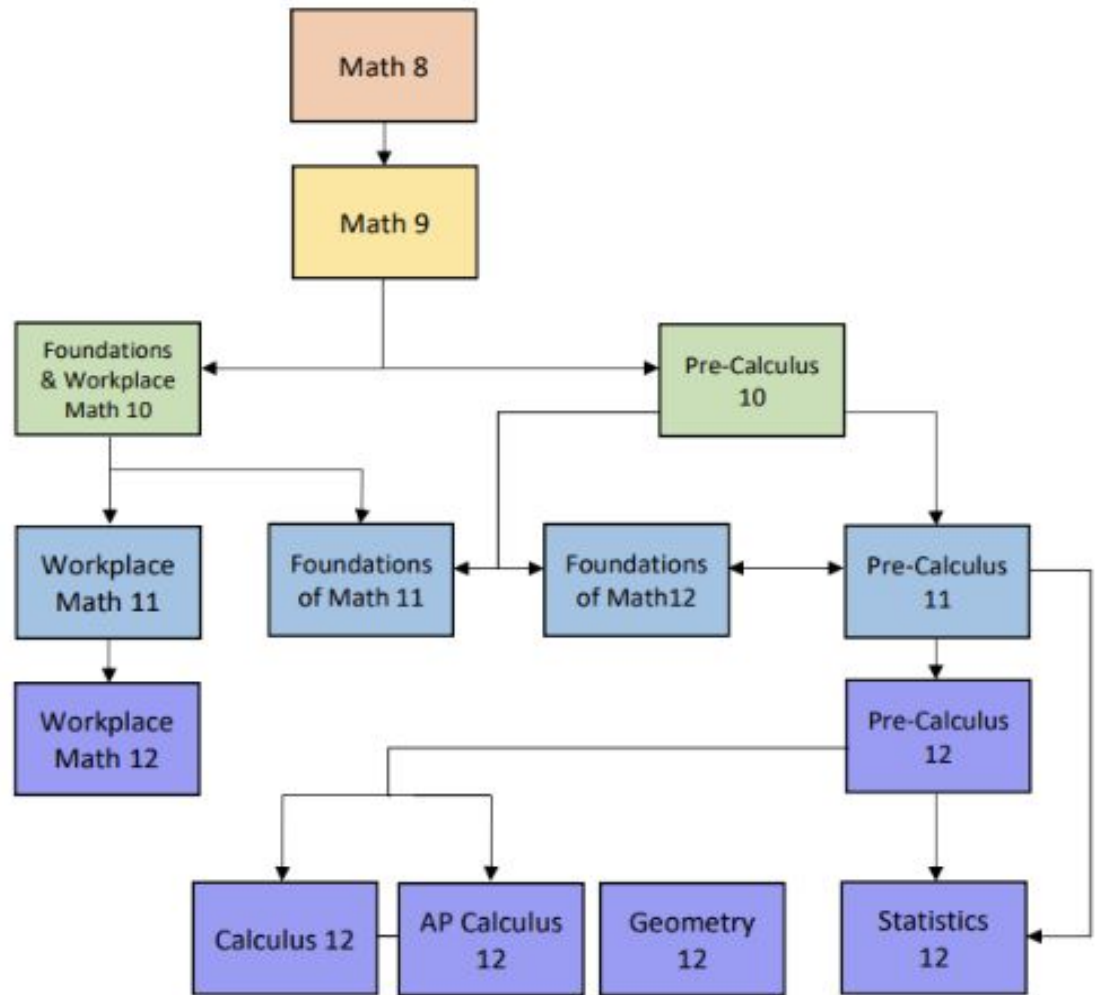 Math 8
Math 9
Foundations
& Workplace
Math 10
Pre-Calculus
10
Workplace
Math 11
Foundations
of Math 11
Foundations
of Math12
Pre-Calculus
11
Workplace
Math 12
Pre-Calculus
12
Calculus 12
AP Calculus
12
Geometry
12
Statistics
12